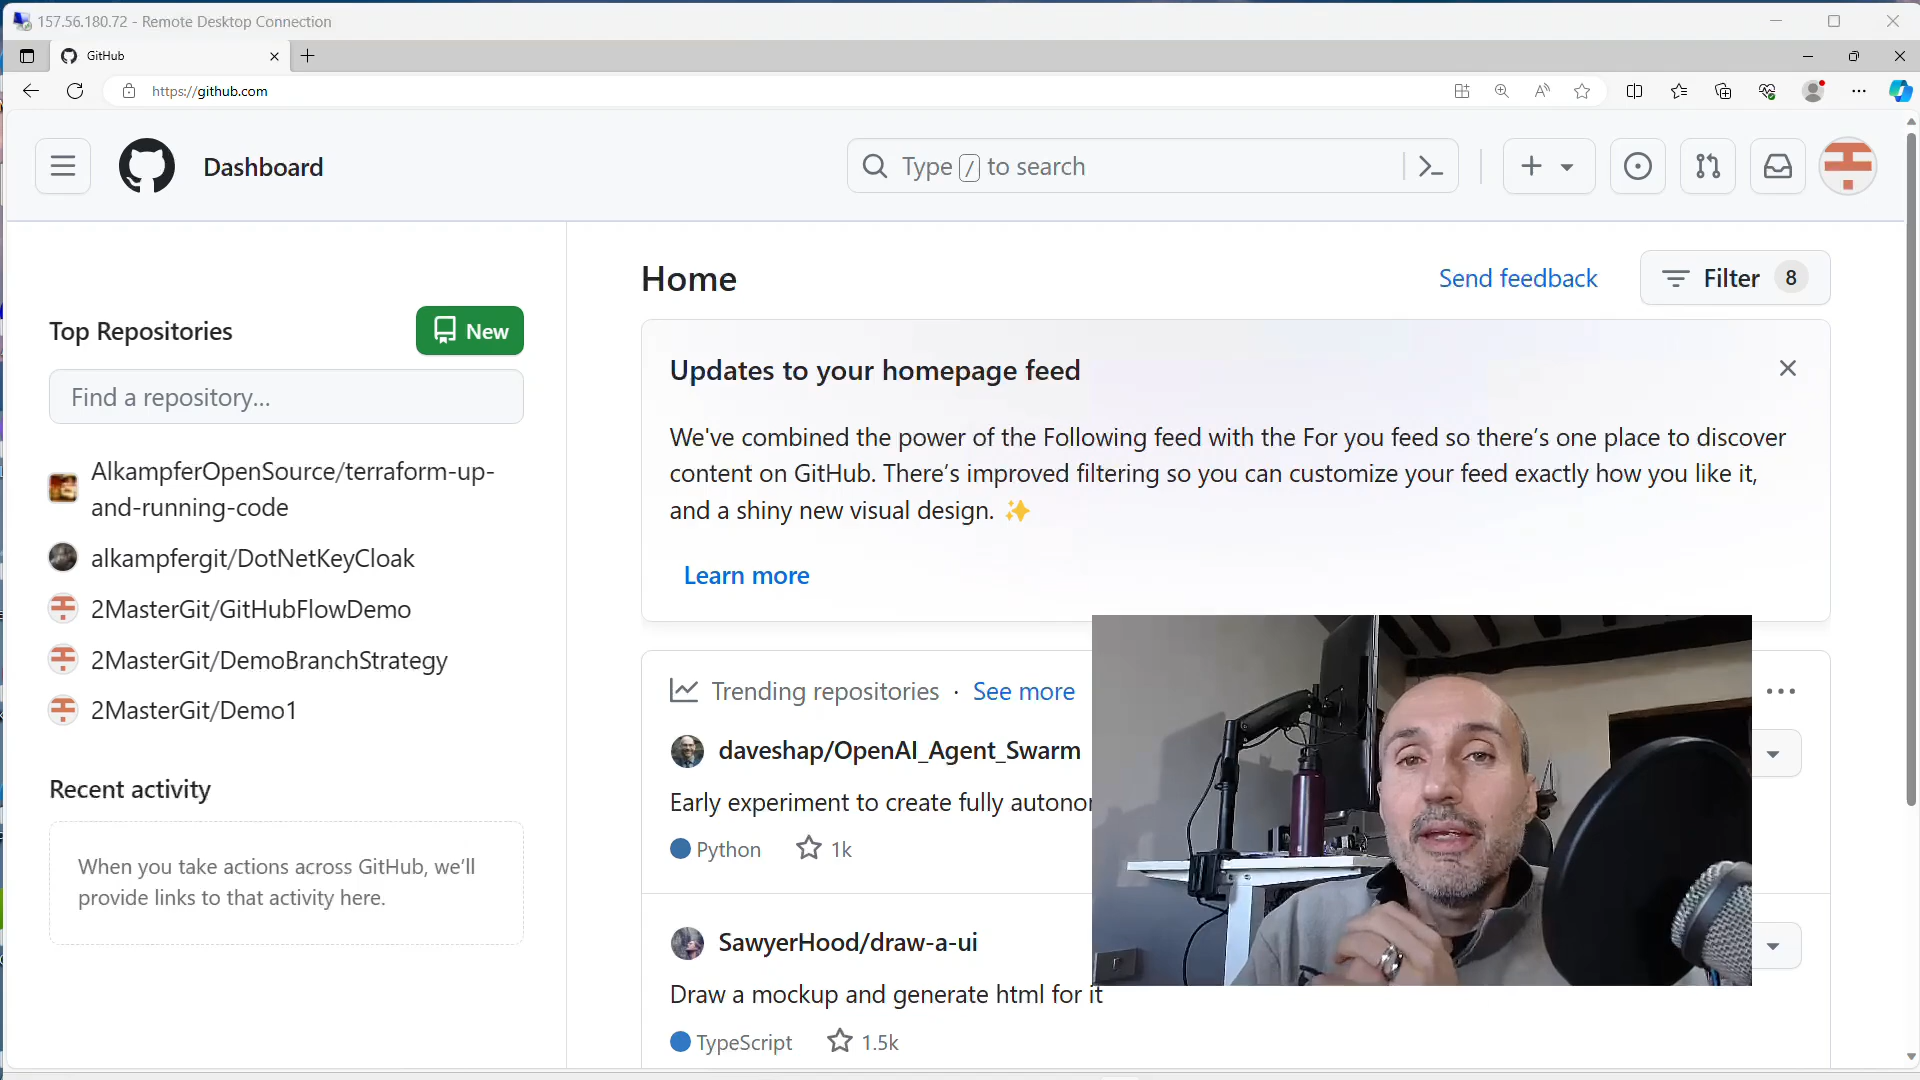 157.56.180.72 - Remote Desktop Connection
GitHub
https://github.com
Dashboard
Type / to search
Top Repositories
New
Find a repository...
AlkampferOpenSource/terraform-up-
and-running-code
alkampfergit/DotNetKeyCloak
2MasterGit/GitHubFlowDemo
2MasterGit/DemoBranchStrategy
2MasterGit/Demo1
Recent activity
When you take actions across GitHub, we'll
provide links to that activity here.
Home
Send feedback
Filter 8
Updates to your homepage feed
We've combined the power of the Following feed with the For you feed so there's one place to discover
content on GitHub. There's improved filtering so you can customize your feed exactly how you like it,
and a shiny new visual design. ✨
Learn more
Trending repositories · See more
daveshap/OpenAI_Agent_Swarm
Early experiment to create fully
Python 1k
SawyerHood/draw-a-ui
Draw a mockup and generate html for it
TypeScript 1.5k